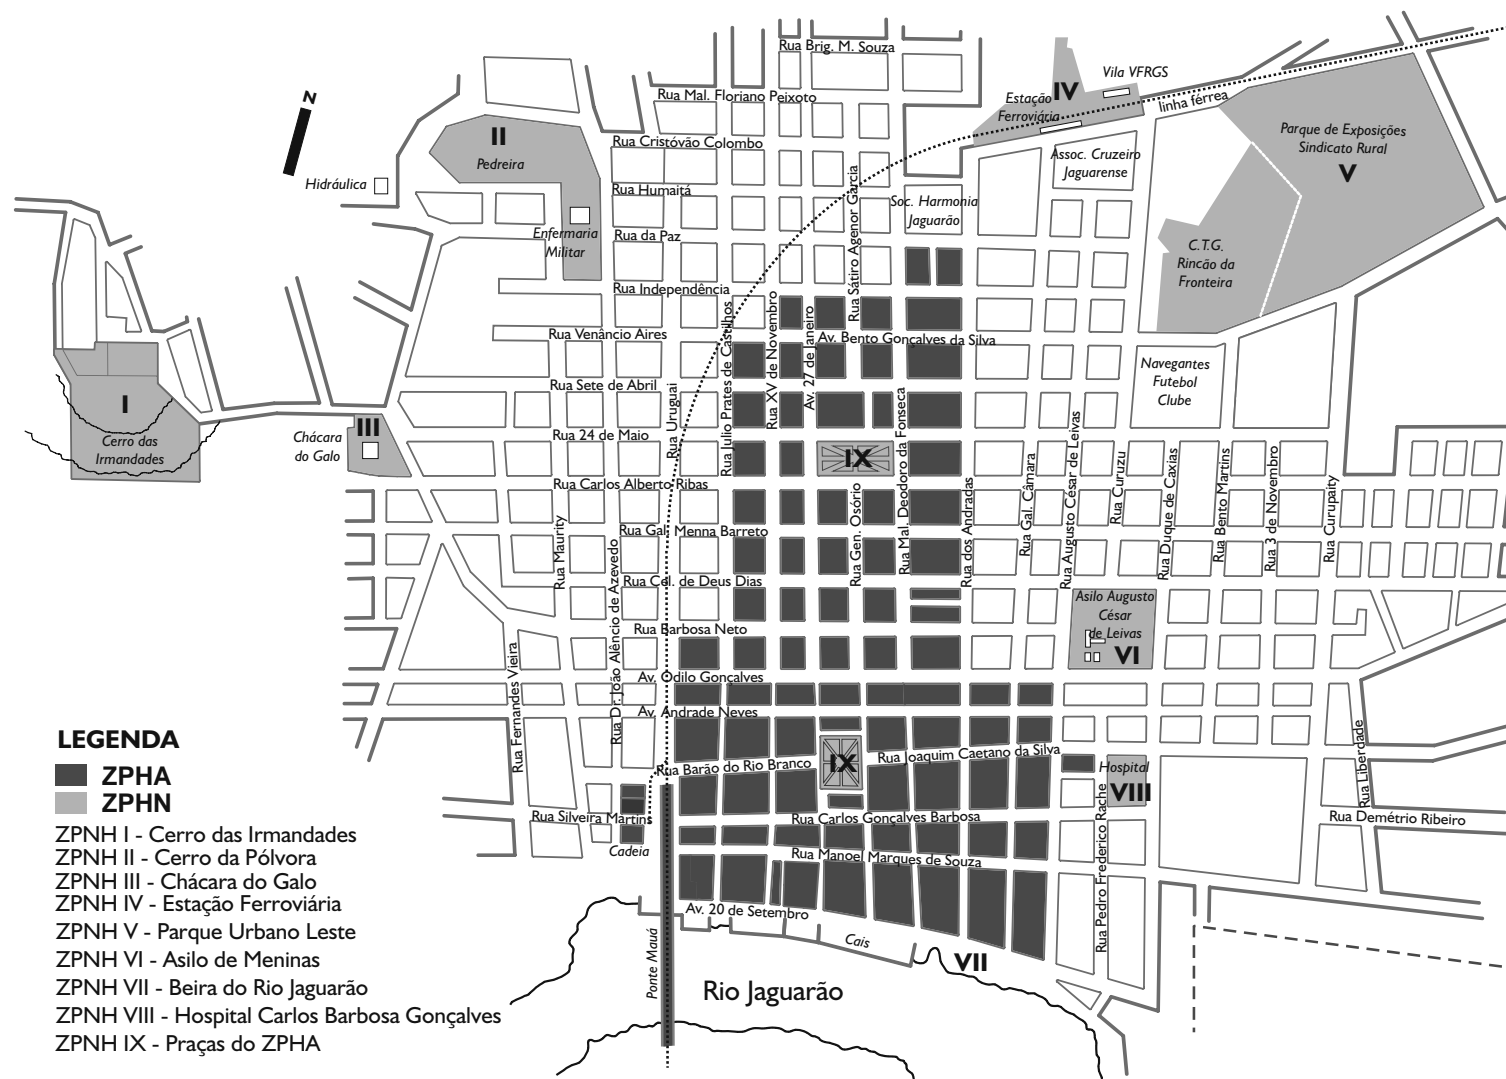 Rua Brig. M. Souza
Vila VFRGS
IV
N
Rua Mal. Floriano Peixoto
Estação
Ferroviária
linha férrea
II
Pedreira
Rua Cristóvão Colombo
Assoc. Cruzeiro
Jaguarense
Parque de Exposições
Sindicato Rural
V
Hidráulica
Rua Humaitá
Soc. Harmonia
Jaguarão
Enfermaria
Militar
Rua da Paz
C.T.G.
Rincão da
Fronteira
Rua Sátiro Agenor Garcia
Rua Independência
Rua Venâncio Aires
Av. Bento Gonçalves da Silva
Rua Julio Prates de Castilhos
Rua XV de Novembro
Av. 27 de Janeiro
Navegantes
Futebol
Clube
Rua Sete de Abril
Rua Uruguai
I
Cerro das
Irmandades
III
Chácara
do Galo
Rua 24 de Maio
IX
Rua Mal. Deodoro da Fonseca
Rua Carlos Alberto Ribas
Rua Gen. Osório
Rua dos Andradas
Rua Gal. Câmara
Rua Augusto César de Leivas
Rua Curuzu
Rua Duque de Caxias
Rua Bento Martins
Rua 3 de Novembro
Rua Curupaity
Rua Gal. Menna Barreto
Rua Maurity
Rua Dr. João Alêncio de Azevedo
Rua Cel. de Deus Dias
Asilo Augusto
César
de Leivas
VI
Rua Barbosa Neto
Rua Fernandes Vieira
Av. Odilo Gonçalves
Av. Andrade Neves
Rua Liberdade
Rua Barão do Rio Branco
IX
Rua Joaquim Caetano da Silva
Hospital
VIII
Rua Silveira Martins
Rua Carlos Gonçalves Barbosa
Rua Demétrio Ribeiro
Cadeia
Rua Manoel Marques de Souza
Rua Pedro Frederico Rache
Av. 20 de Setembro
Cais
Ponte Mauá
VII
Rio Jaguarão
LEGENDA
ZPHA
ZPHN
ZPNH I - Cerro das Irmandades
ZPNH II - Cerro da Pólvora
ZPNH III - Chácara do Galo
ZPNH IV - Estação Ferroviária
ZPNH V - Parque Urbano Leste
ZPNH VI - Asilo de Meninas
ZPNH VII - Beira do Rio Jaguarão
ZPNH VIII - Hospital Carlos Barbosa Gonçalves
ZPNH IX - Praças do ZPHA